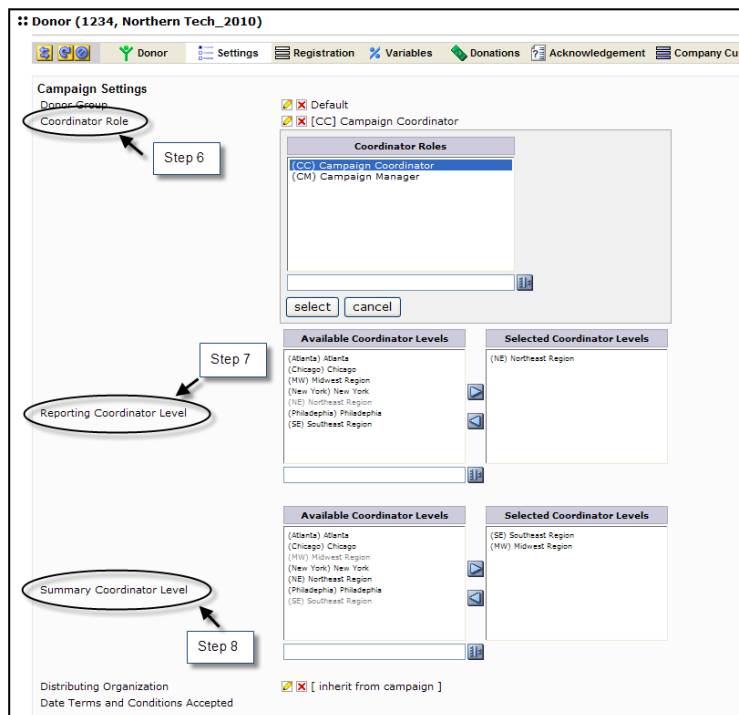 Donor (1234, Northern Tech_2010)
Donor Settings Registration Variables Donations Acknowledgement Company Cu
Campaign Settings
Donor Group Default
Coordinator Role [CC] Campaign Coordinator
Step 6
Coordinator Roles
(CC) Campaign Coordinator
(CM) Campaign Manager
select cancel
Step 7
Reporting Coordinator Level
Available Coordinator Levels
(Atlanta) Atlanta
(Chicago) Chicago
(MW) Midwest Region
(New York) New York
(NE) Northeast Region
(Philadephia) Philadephia
(SE) Southeast Region
Selected Coordinator Levels
(NE) Northeast Region
Summary Coordinator Level
Step 8
Available Coordinator Levels
(Atlanta) Atlanta
(Chicago) Chicago
(MW) Midwest Region
(New York) New York
(NE) Northeast Region
(Philadephia) Philadephia
(SE) Southeast Region
Selected Coordinator Levels
(SE) Southeast Region
(MW) Midwest Region
Distributing Organization [ inherit from campaign ]
Date Terms and Conditions Accepted